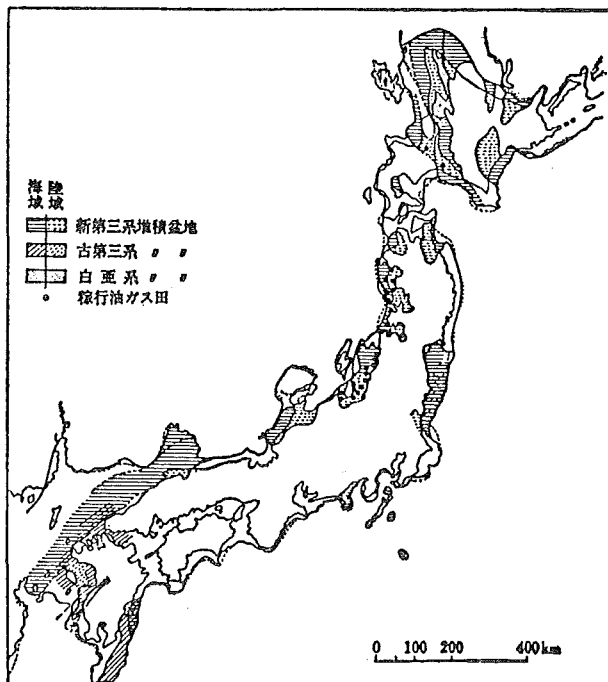 海 陸
域 域
新第三系堆積盆地
古第三系 〃 〃
白亜系 〃 〃
稼行油ガス田
0 100 200 400km